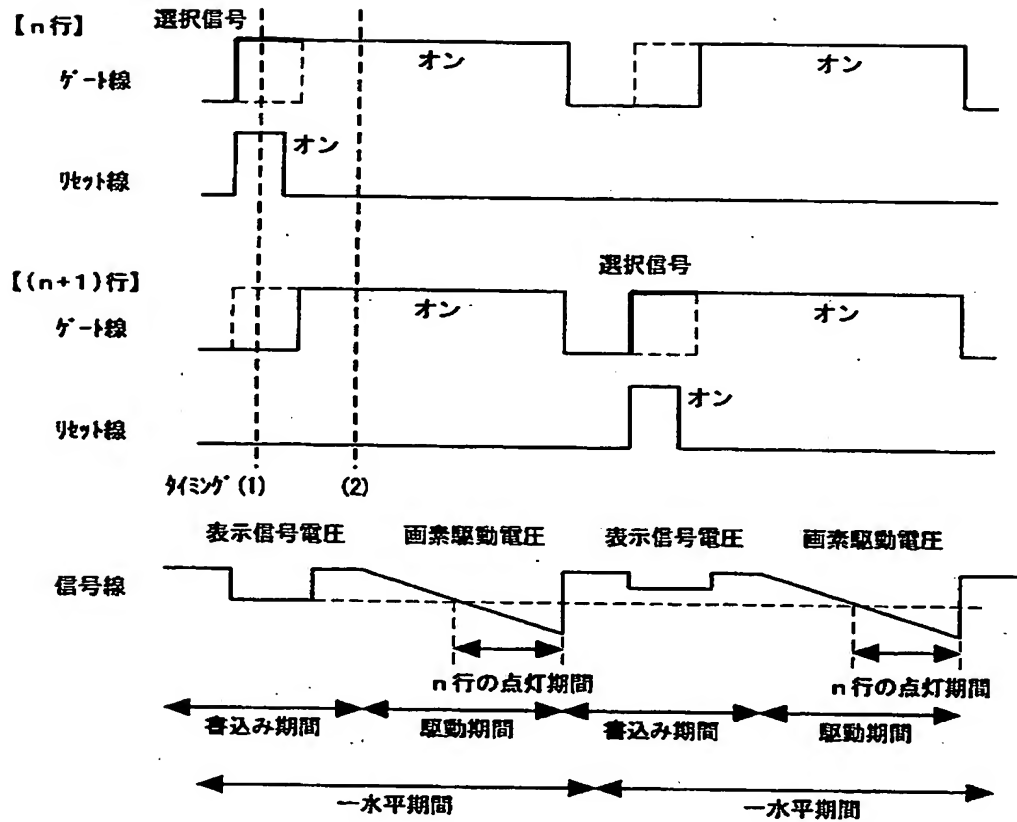 【n行】
選択信号
ゲート線
オン
オン
リセット線
オン
【(n+1)行】
選択信号
ゲート線
オン
オン
リセット線
オン
タイミング (1)
(2)
表示信号電圧
画素駆動電圧
表示信号電圧
画素駆動電圧
信号線
n行の点灯期間
n行の点灯期間
書込み期間
駆動期間
書込み期間
駆動期間
一水平期間
一水平期間